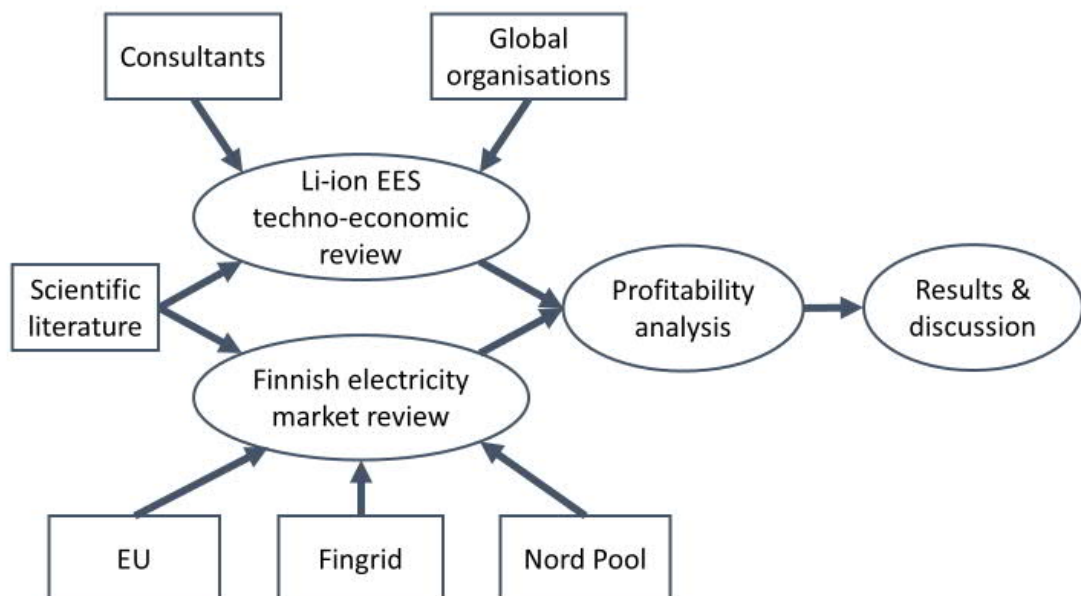 Consultants
Global
organisations
Li-ion EES
techno-economic
review
Scientific
literature
Profitability
analysis
Results &
discussion
Finnish electricity
market review
EU
Fingrid
Nord Pool